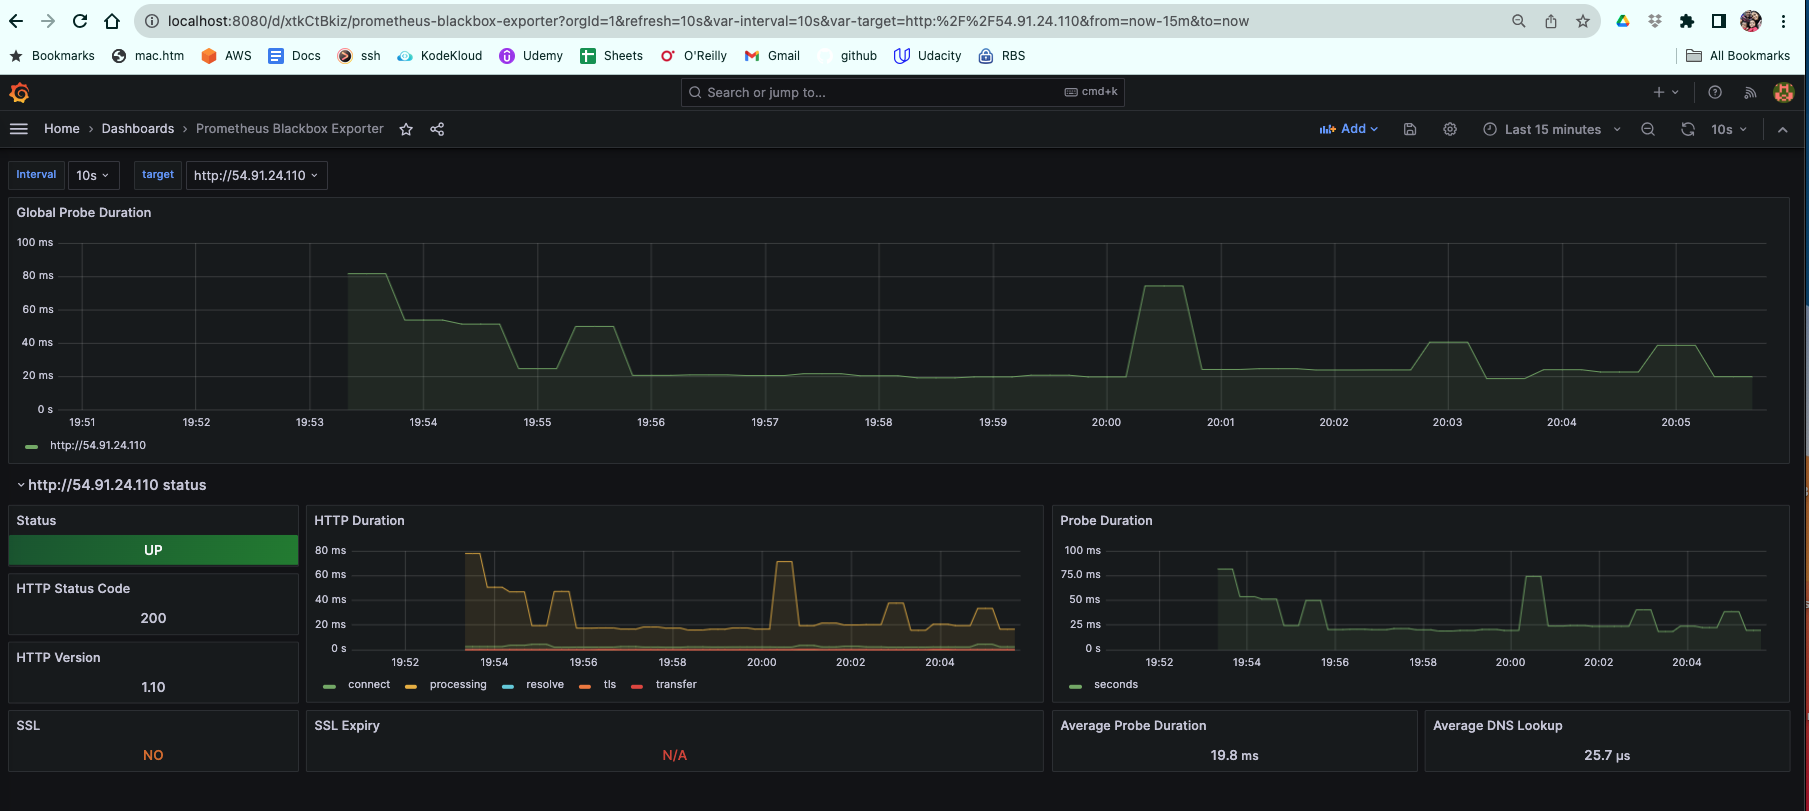 localhost:8080/d/xtkCtBkiz/prometheus-blackbox-exporter?orgId=1&refresh=10s&var-interval=10s&var-target=http:%2F%2F54.91.24.110&from=now-15m&to=now
Bookmarks mac.htm AWS Docs ssh KodeKloud Udemy Sheets O'Reilly Gmail github Udacity RBS All Bookmarks
Search or jump to... cmd+k
Home › Dashboards › Prometheus Blackbox Exporter Add Last 15 minutes 10s
Interval 10s target http://54.91.24.110
Global Probe Duration
100 ms
80 ms
60 ms
40 ms
20 ms
0 s
19:51 19:52 19:53 19:54 19:55 19:56 19:57 19:58 19:59 20:00 20:01 20:02 20:03 20:04 20:05
http://54.91.24.110
http://54.91.24.110 status
Status
UP
HTTP Status Code
200
HTTP Version
1.10
SSL
NO
HTTP Duration
80 ms
60 ms
40 ms
20 ms
0 s
19:52 19:54 19:56 19:58 20:00 20:02 20:04
connect processing resolve tls transfer
Probe Duration
100 ms
75.0 ms
50 ms
25 ms
0 s
19:52 19:54 19:56 19:58 20:00 20:02 20:04
seconds
SSL Expiry
N/A
Average Probe Duration
19.8 ms
Average DNS Lookup
25.7 µs